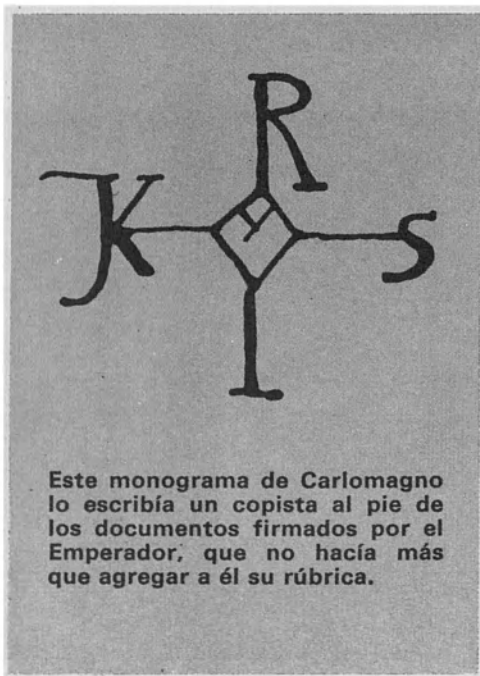 R
K S
L
Este monograma de Carlomagno
lo escribía un copista al pie de
los documentos firmados por el
Emperador, que no hacía más
que agregar a él su rúbrica.